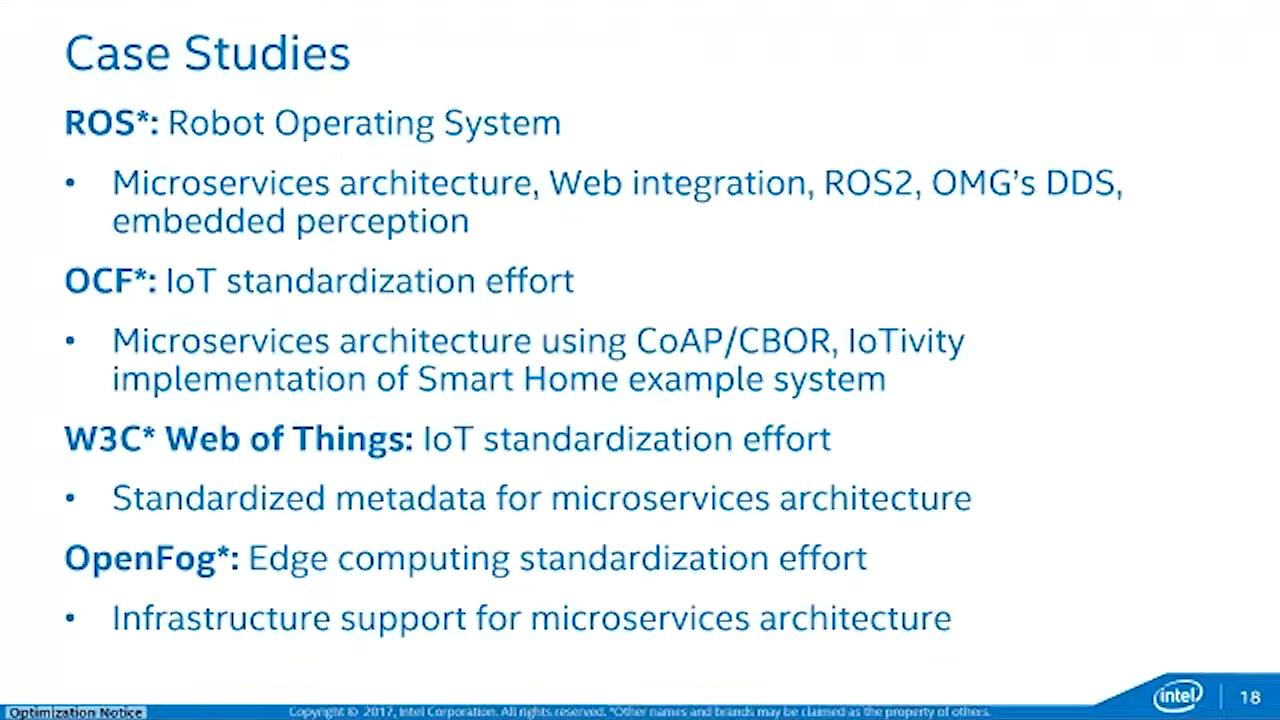 Case Studies
ROS*: Robot Operating System
• Microservices architecture, Web integration, ROS2, OMG's DDS,
embedded perception
OCF*: IoT standardization effort
• Microservices architecture using CoAP/CBOR, IoTivity
implementation of Smart Home example system
W3C* Web of Things: IoT standardization effort
• Standardized metadata for microservices architecture
OpenFog*: Edge computing standardization effort
• Infrastructure support for microservices architecture
Optimization Notice
Copyright © 2017, Intel Corporation. All rights reserved. *Other names and brands may be claimed as the property of others.
intel
18